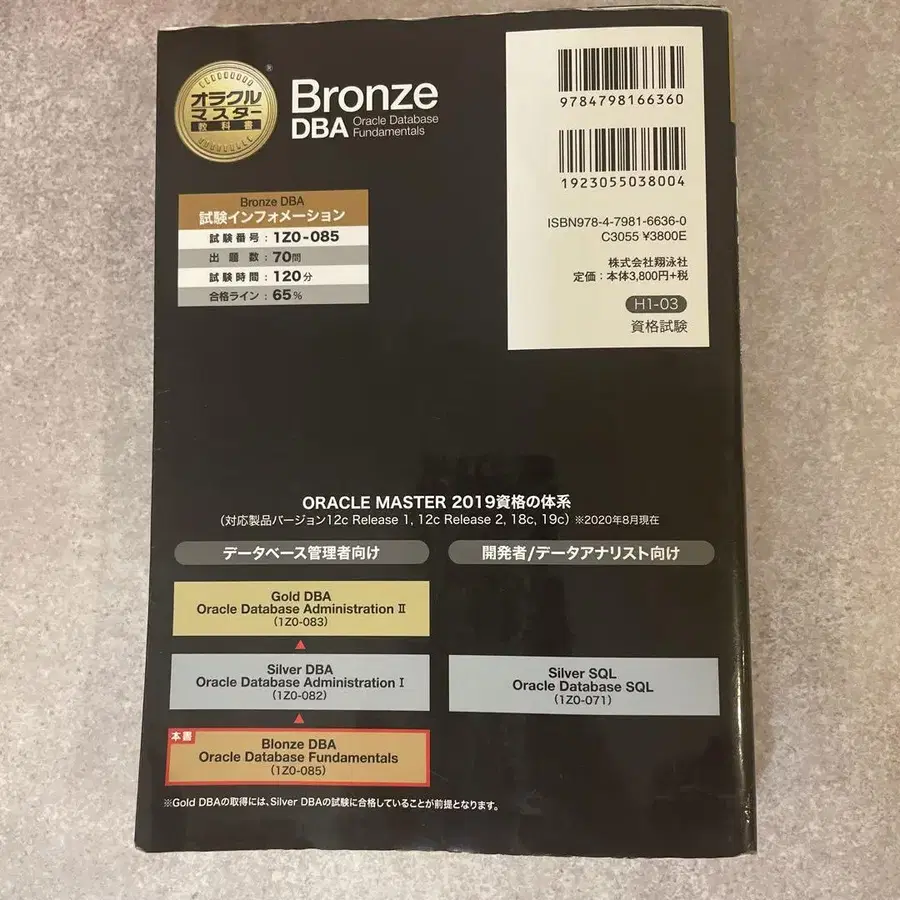 オラクル
マスター
教科書
®
Bronze
DBA Oracle Database
Fundamentals
9784798166360
1923055038004
ISBN978-4-7981-6636-0
C3055 ¥3800E
株式会社翔泳社
定価：本体3,800円+税
H1-03
資格試験
Bronze DBA
試験インフォメーション
試験番号：1Z0-085
出題数：70問
試験時間：120分
合格ライン：65%
ORACLE MASTER 2019資格の体系
（対応製品バージョン12c Release 1, 12c Release 2, 18c, 19c）※2020年8月現在
データベース管理者向け
開発者/データアナリスト向け
Gold DBA
Oracle Database Administration Ⅱ
(1Z0-083)
Silver DBA
Oracle Database Administration Ⅰ
(1Z0-082)
Silver SQL
Oracle Database SQL
(1Z0-071)
本書
Blonze DBA
Oracle Database Fundamentals
(1Z0-085)
※Gold DBAの取得には、Silver DBAの試験に合格していることが前提となります。